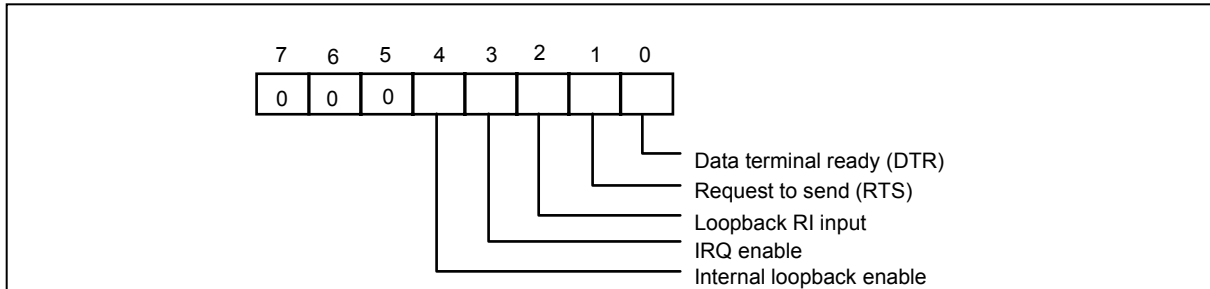 7 6 5 4 3 2 1 0
0 0 0
Data terminal ready (DTR)
Request to send (RTS)
Loopback RI input
IRQ enable
Internal loopback enable